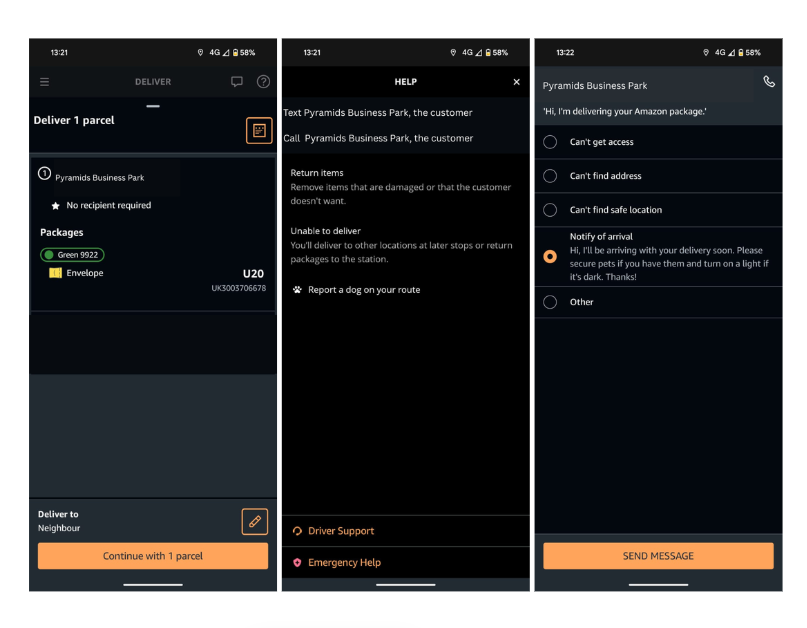 13:21
4G 58%
DELIVER
Deliver 1 parcel
1
Pyramids Business Park
No recipient required
Packages
Green 9922
Envelope
U20
UK3003706678
Deliver to
Neighbour
Continue with 1 parcel
13:21
4G 58%
HELP
Text Pyramids Business Park, the customer
Call Pyramids Business Park, the customer
Return items
Remove items that are damaged or that the customer
doesn't want.
Unable to deliver
You'll deliver to other locations at later stops or return
packages to the station.
Report a dog on your route
Driver Support
Emergency Help
13:22
4G 58%
Pyramids Business Park
'Hi, I'm delivering your Amazon package.'
Can't get access
Can't find address
Can't find safe location
Notify of arrival
Hi, I'll be arriving with your delivery soon. Please
secure pets if you have them and turn on a light if
it's dark. Thanks!
Other
SEND MESSAGE